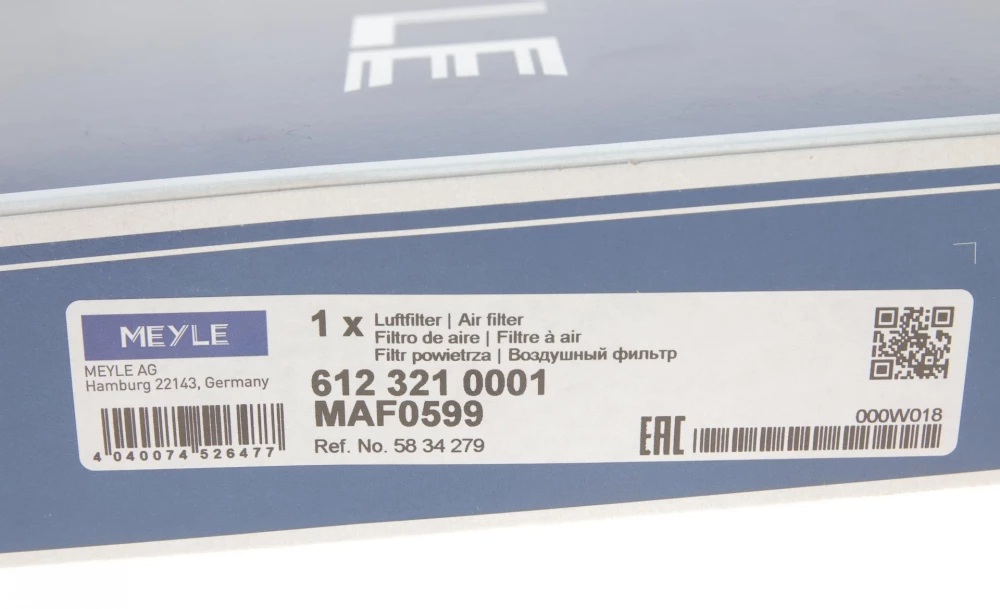 LE
MEYLE
MEYLE AG
Hamburg 22143, Germany
4 040074 526477
1 x Luftfilter | Air filter
Filtro de aire | Filtre à air
Filtr powietrza | Воздушный фильтр
612 321 0001
MAF0599
Ref. No. 58 34 279
EAC
000W018